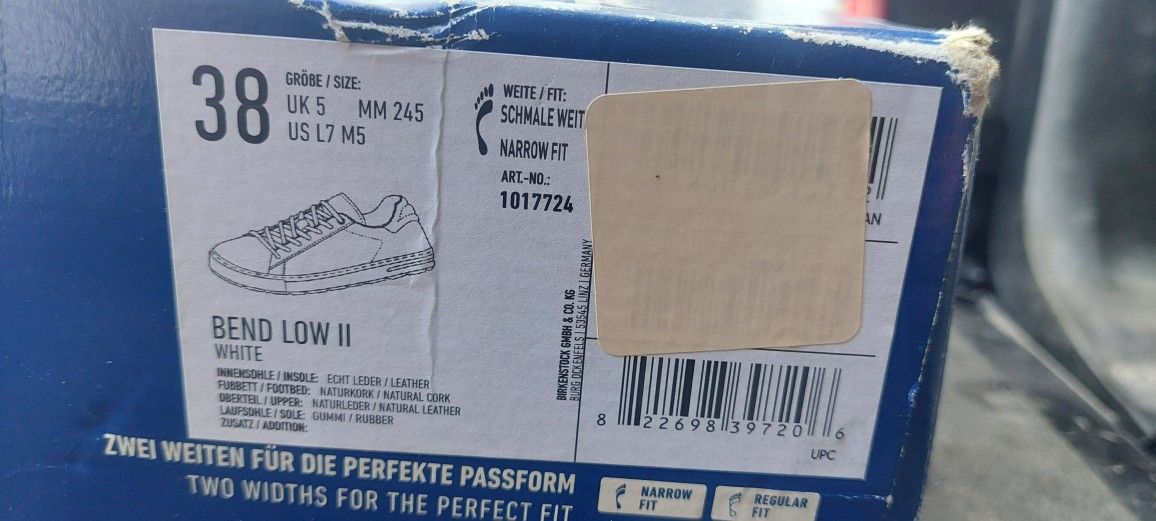 38
GRÖßE / SIZE:
UK 5 MM 245
US L7 M5
WEITE / FIT:
SCHMALE WEIT
NARROW FIT
ART.-NO.:
1017724
BEND LOW II
WHITE
INNENSOHLE / INSOLE: ECHT LEDER / LEATHER
FUßBETT / FOOTBED: NATURKORK / NATURAL CORK
OBERTEIL / UPPER: NATURLEDER / NATURAL LEATHER
LAUFSOHLE / SOLE: GUMMI / RUBBER
ZUSATZ / ADDITION:
BIRKENSTOCK GMBH & CO. KG
BURG OCKENFELS | 53545 LINZ | GERMANY
2
AN
8 22698 39720 6
UPC
ZWEI WEITEN FÜR DIE PERFEKTE PASSFORM
TWO WIDTHS FOR THE PERFECT FIT
NARROW
FIT
REGULAR
FIT